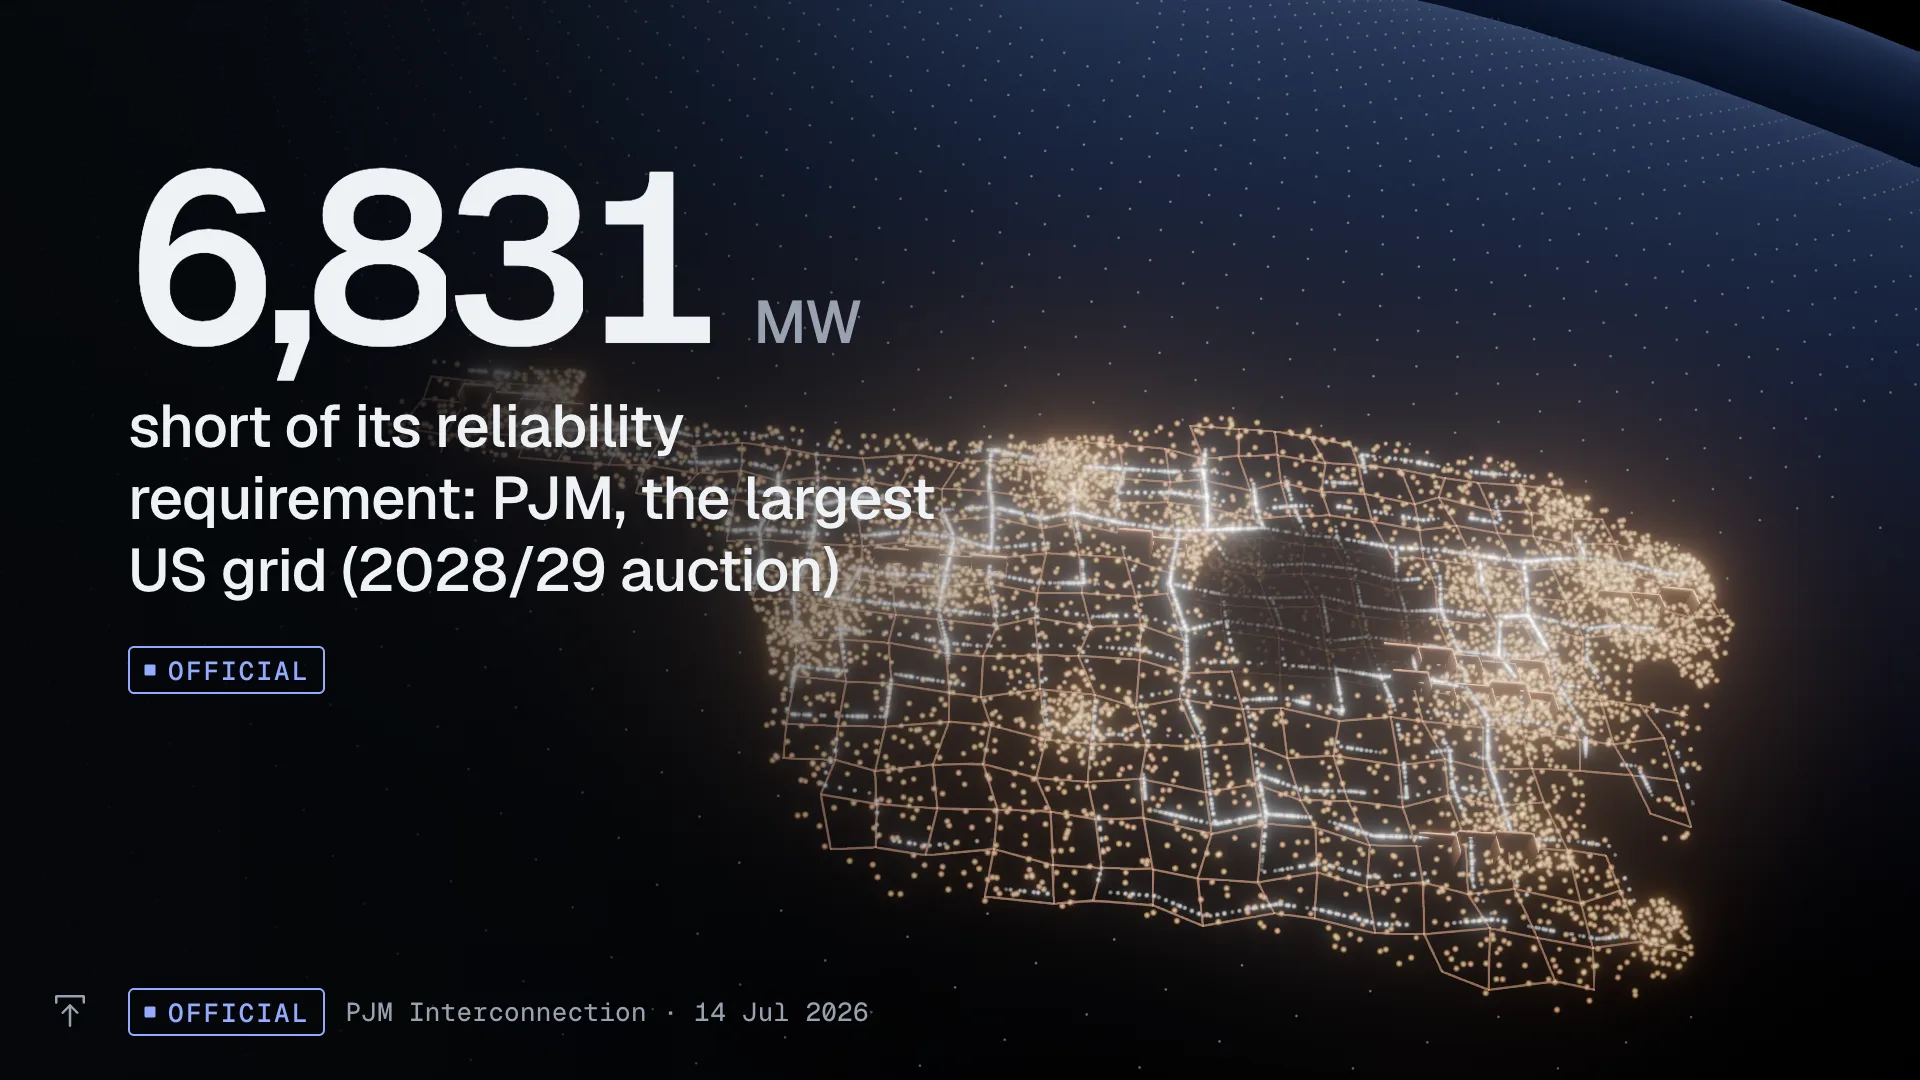 6,831 MW
short of its reliability
requirement: PJM, the largest
US grid (2028/29 auction)
OFFICIAL
OFFICIAL PJM Interconnection · 14 Jul 2026